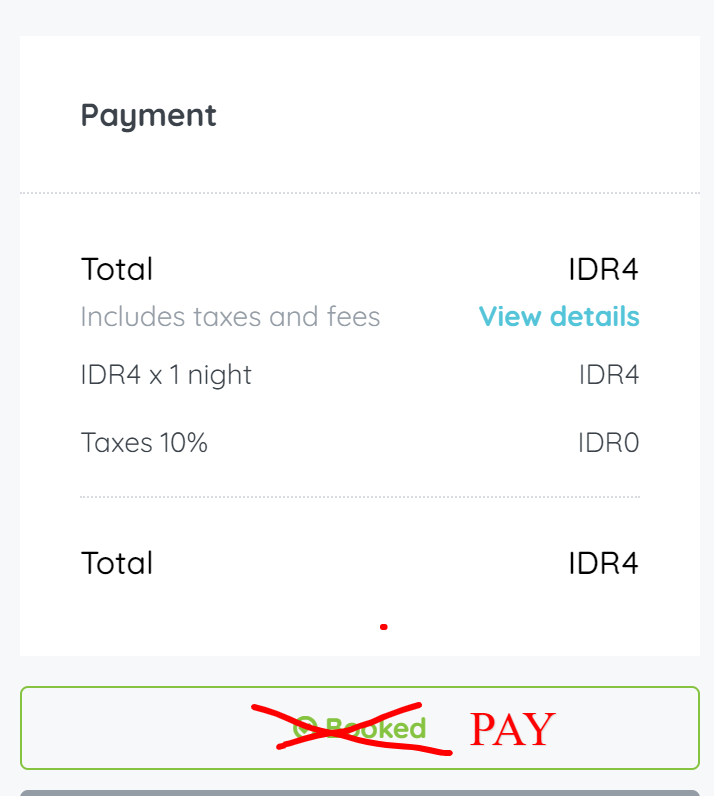 Payment
Total IDR4
Includes taxes and fees View details
IDR4 x 1 night IDR4
Taxes 10% IDR0
Total IDR4
Booked PAY